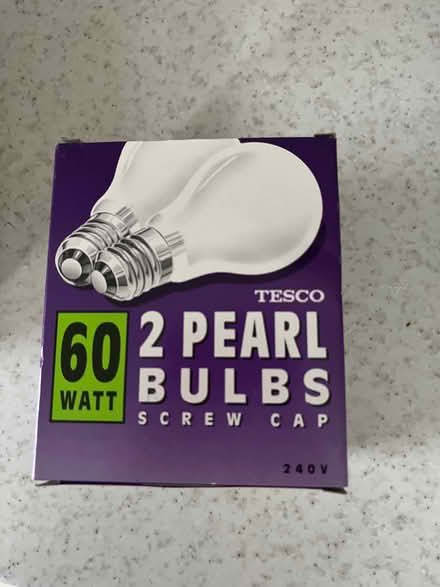 TESCO
60 WATT
2 PEARL
BULBS
SCREW CAP
240V